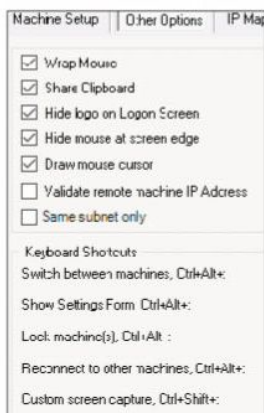 Machine Setup Other Options IP Map
Wrap Mouse
Share Clipboard
Hide logo on Logon Screen
Hide mouse at screen edge
Draw mouse cursor
Validate remote machine IP Address
Same subnet only
Keyboard Shortcuts
Switch between machines, Ctrl+Alt+:
Show Settings Form Ctrl+Alt+:
Lock machine(s), Ctrl+Alt :
Reconnect to other machines, Ctrl+Alt+:
Custom screen capture, Ctrl+Shift+: